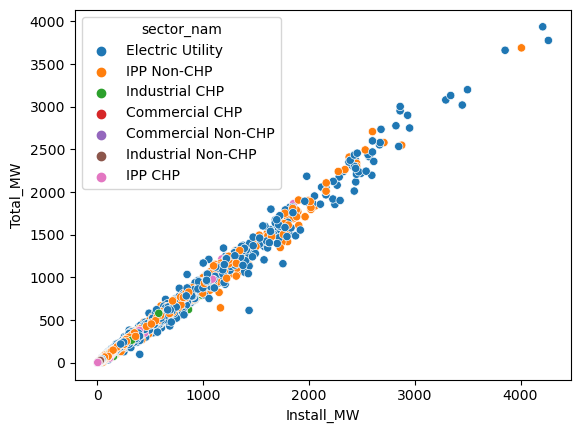 sector_nam
Electric Utility
IPP Non-CHP
Industrial CHP
Commercial CHP
Commercial Non-CHP
Industrial Non-CHP
IPP CHP
4000
3500
3000
2500
2000
1500
1000
500
0
Total_MW
0 1000 2000 3000 4000
Install_MW